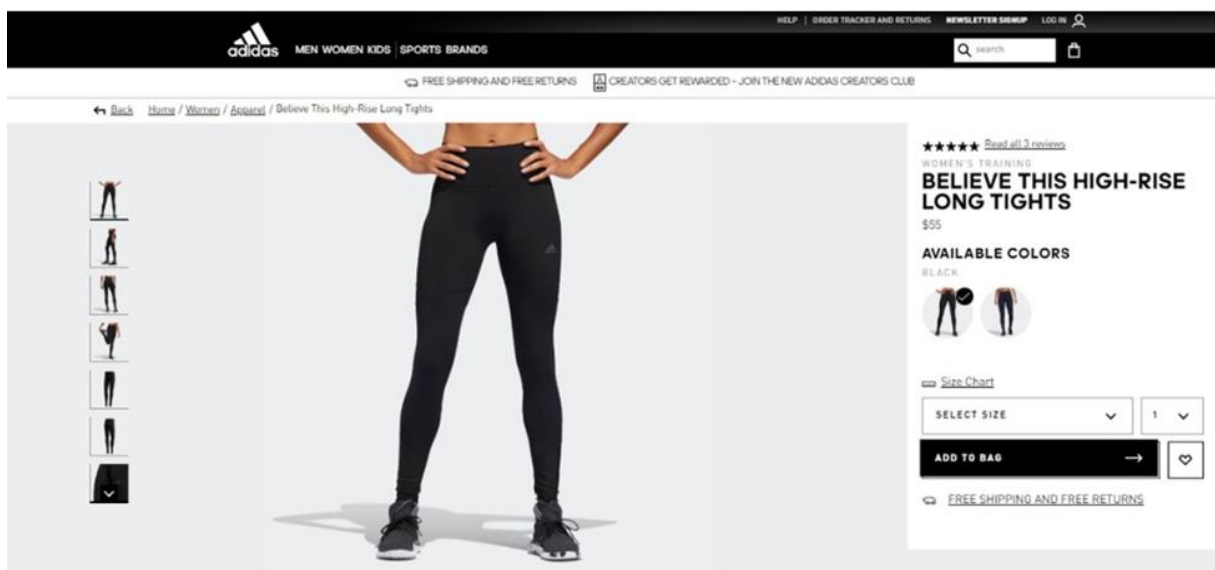 HELP | ORDER TRACKER AND RETURNS NEWSLETTER SIGNUP LOG IN
adidas MEN WOMEN KIDS SPORTS BRANDS search
FREE SHIPPING AND FREE RETURNS CREATORS GET REWARDED - JOIN THE NEW ADIDAS CREATORS CLUB
Back Home / Women / Apparel / Believe This High-Rise Long Tights
Read all 3 reviews
WOMEN'S TRAINING
BELIEVE THIS HIGH-RISE
LONG TIGHTS
$55
AVAILABLE COLORS
BLACK
Size Chart
SELECT SIZE 1
ADD TO BAG
FREE SHIPPING AND FREE RETURNS